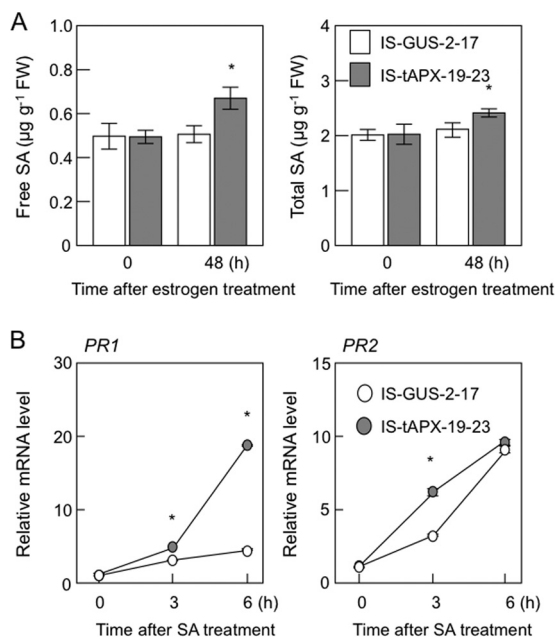 A
Free SA (µg g⁻¹ FW)
1.0
0.8
0.6
0.4
0.2
0
*
0
48 (h)
Time after estrogen treatment
Total SA (µg g⁻¹ FW)
4
3
2
1
0
IS-GUS-2-17
IS-tAPX-19-23
*
0
48 (h)
Time after estrogen treatment
B
PR1
Relative mRNA level
30
20
10
0
*
*
0
3
6 (h)
Time after SA treatment
PR2
Relative mRNA level
15
10
5
0
IS-GUS-2-17
IS-tAPX-19-23
*
0
3
6 (h)
Time after SA treatment